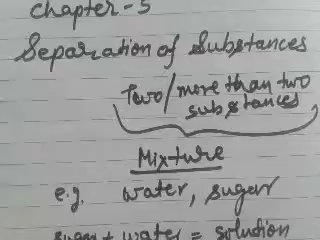 Chapter-5
Separation of Substances
Two/more than two
substances
Mixture
e.g. water, sugar
sugar + water = solution